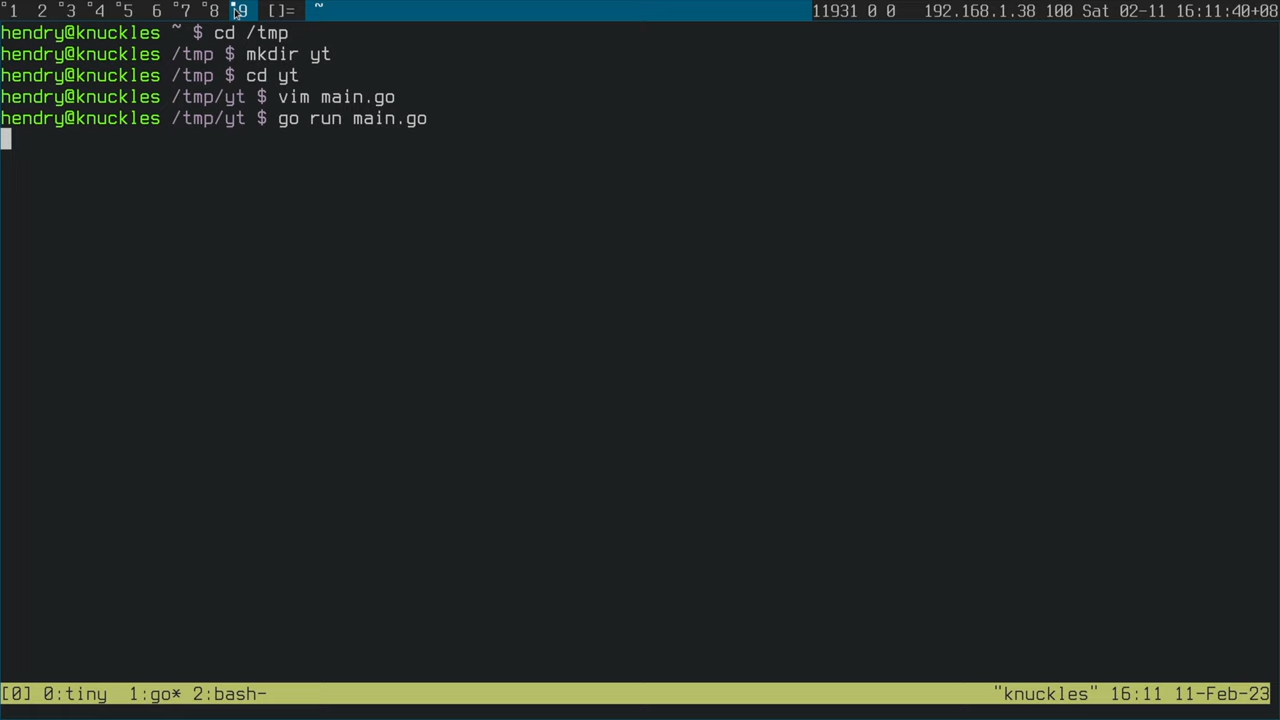 1 2 3 4 5 6 7 8 9 []= ~ 11931 0 0 192.168.1.38 100 Sat 02-11 16:11:40+08
hendry@knuckles ~ $ cd /tmp
hendry@knuckles /tmp $ mkdir yt
hendry@knuckles /tmp $ cd yt
hendry@knuckles /tmp/yt $ vim main.go
hendry@knuckles /tmp/yt $ go run main.go
[0] 0:tiny 1:go* 2:bash- "knuckles" 16:11 11-Feb-23